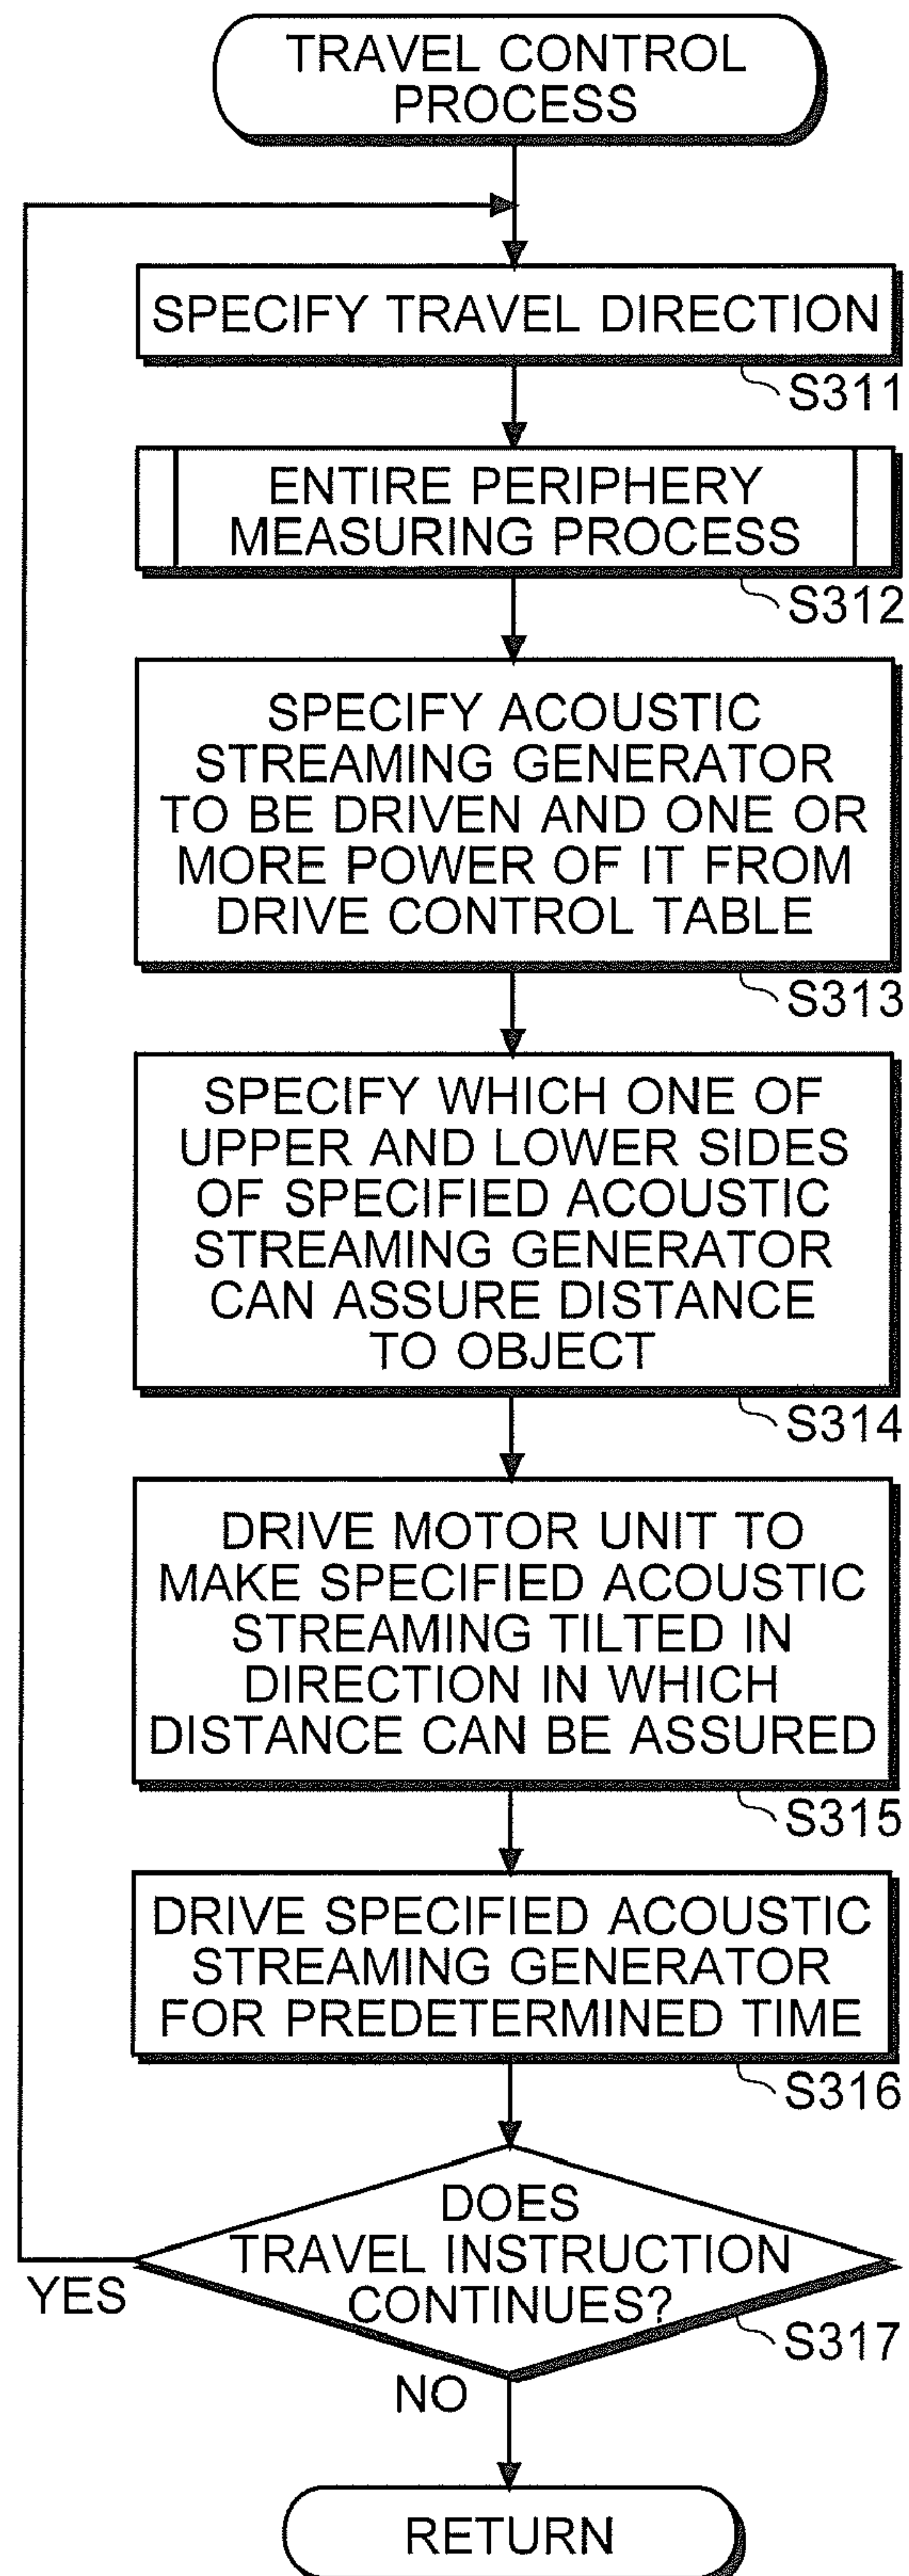 TRAVEL CONTROL
PROCESS
SPECIFY TRAVEL DIRECTION
S311
ENTIRE PERIPHERY
MEASURING PROCESS
S312
SPECIFY ACOUSTIC
STREAMING GENERATOR
TO BE DRIVEN AND ONE OR
MORE POWER OF IT FROM
DRIVE CONTROL TABLE
S313
SPECIFY WHICH ONE OF
UPPER AND LOWER SIDES
OF SPECIFIED ACOUSTIC
STREAMING GENERATOR
CAN ASSURE DISTANCE
TO OBJECT
S314
DRIVE MOTOR UNIT TO
MAKE SPECIFIED ACOUSTIC
STREAMING TILTED IN
DIRECTION IN WHICH
DISTANCE CAN BE ASSURED
S315
DRIVE SPECIFIED ACOUSTIC
STREAMING GENERATOR
FOR PREDETERMINED TIME
S316
DOES
TRAVEL INSTRUCTION
CONTINUES?
YES
S317
NO
RETURN